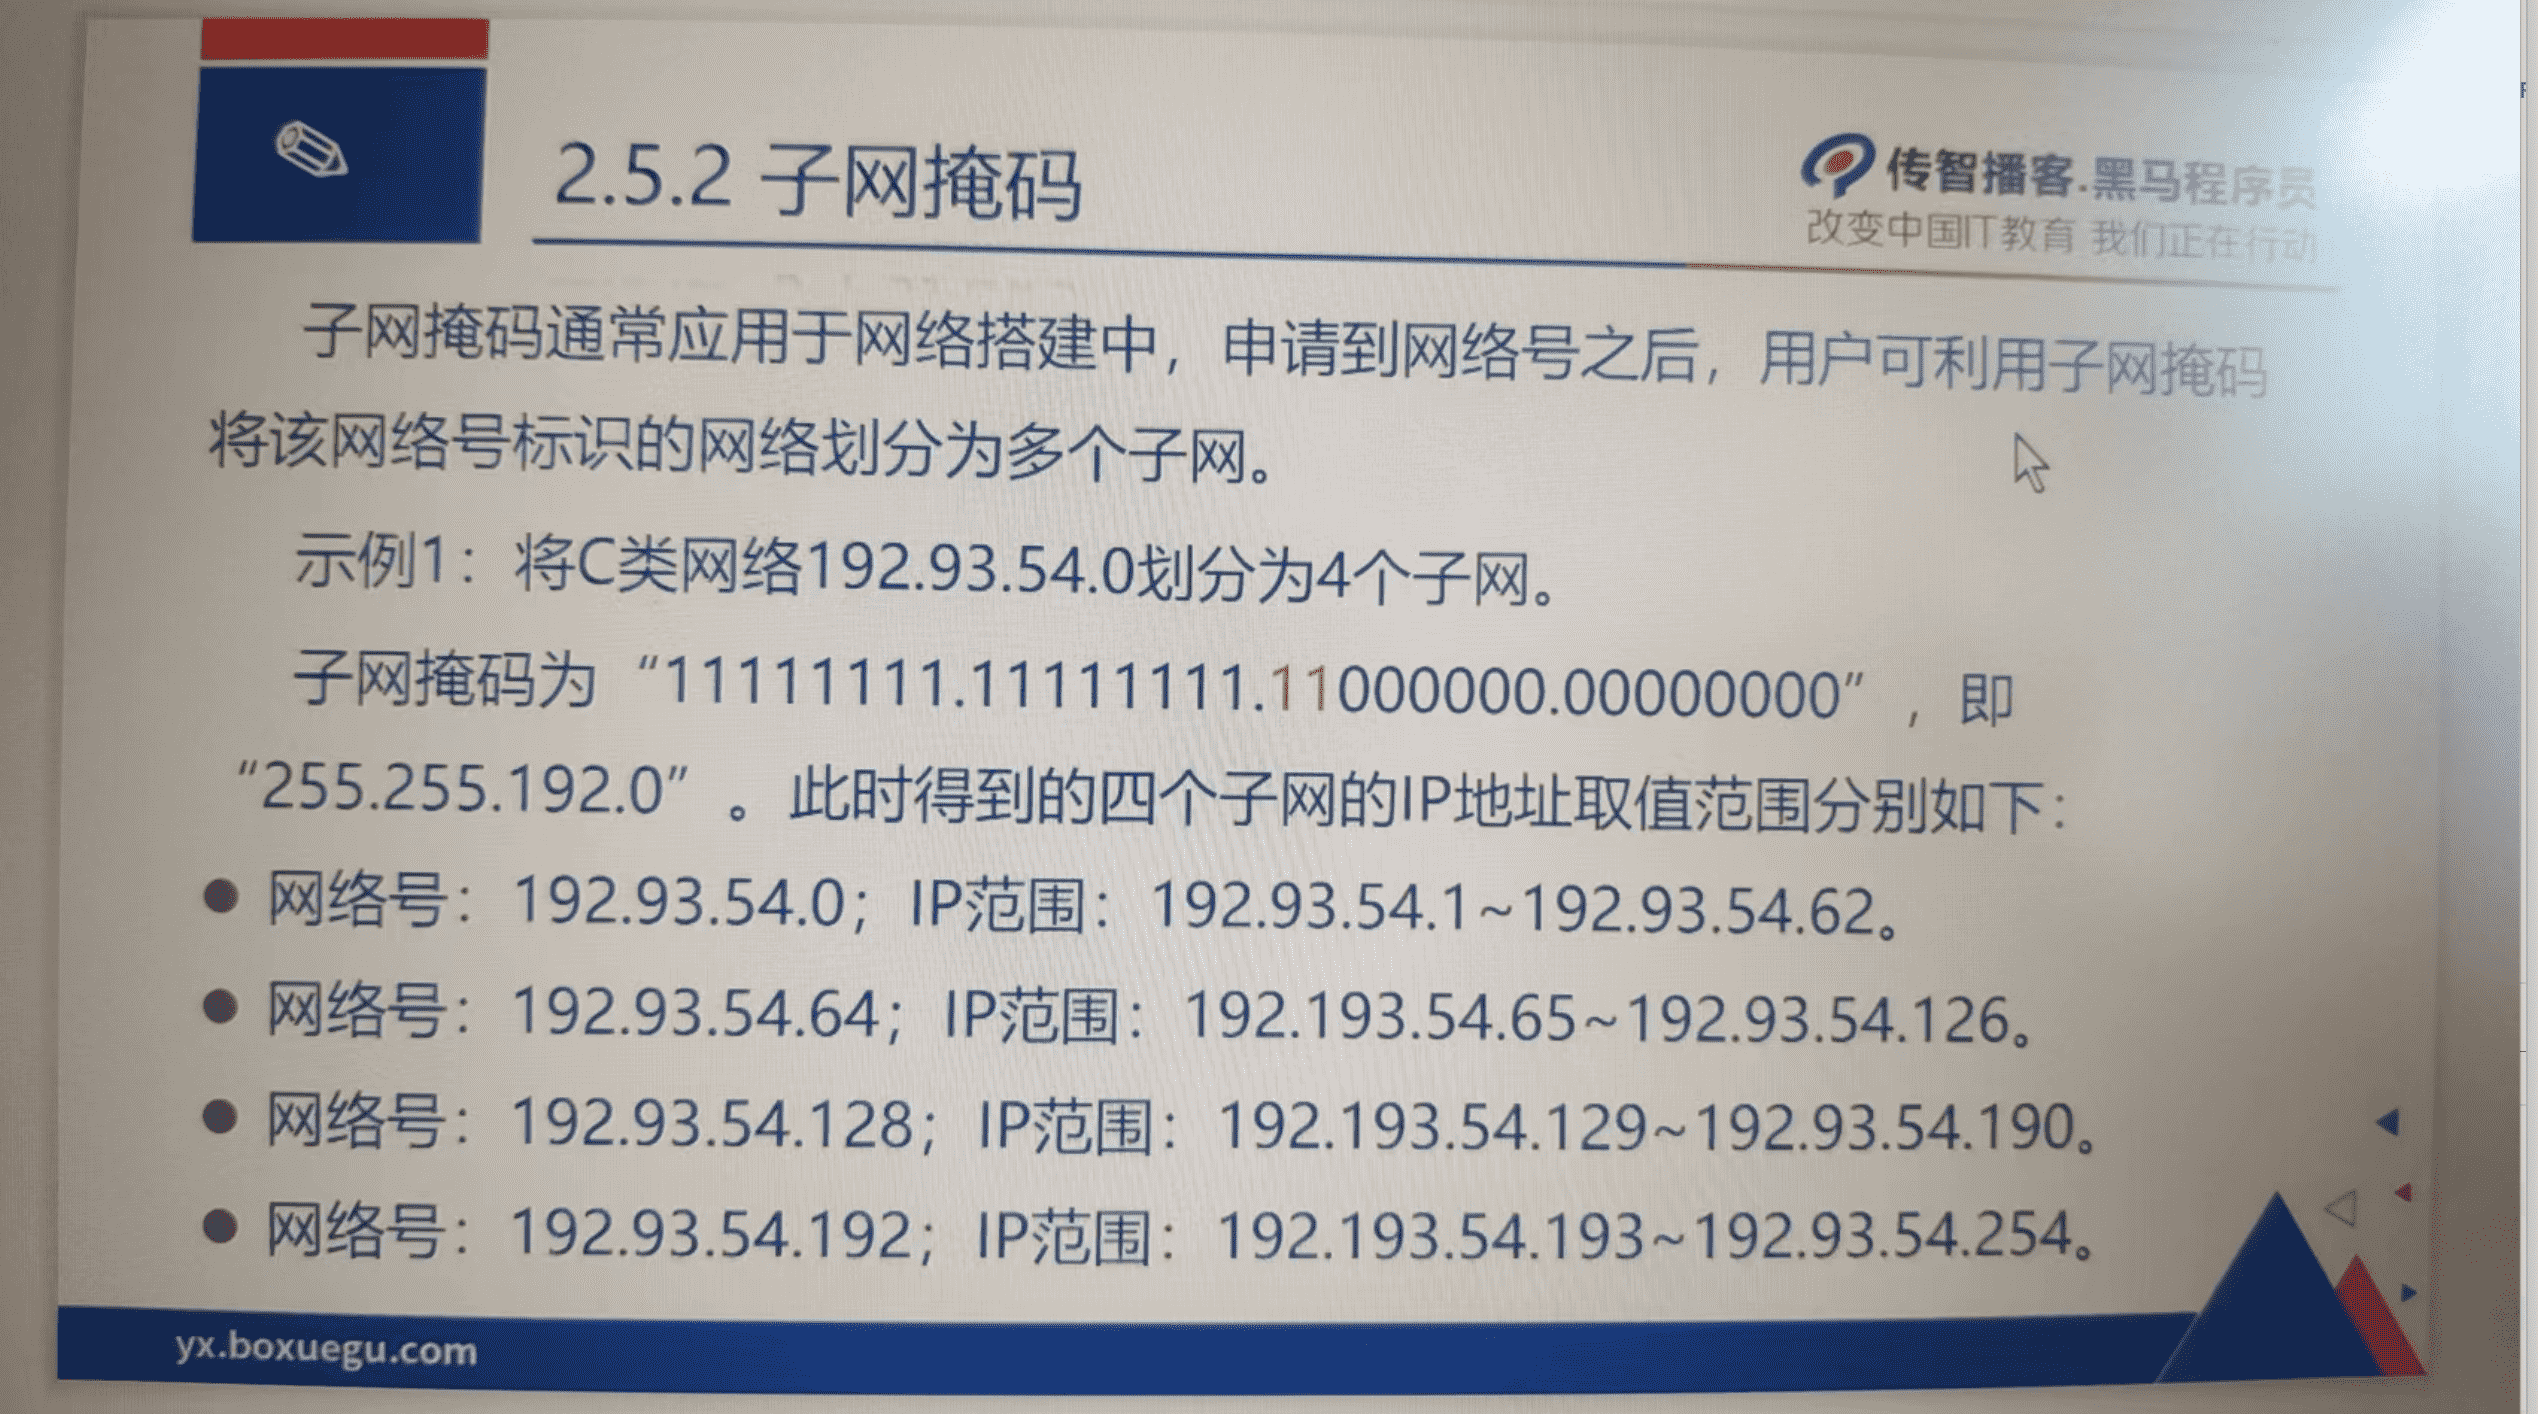 2.5.2 子网掩码
传智播客.黑马程序员
改变中国IT教育 我们正在行动
子网掩码通常应用于网络搭建中，申请到网络号之后，用户可利用子网掩码
将该网络号标识的网络划分为多个子网。
示例1：将C类网络192.93.54.0划分为4个子网。
子网掩码为“11111111.11111111.11000000.00000000”，即
“255.255.192.0”。此时得到的四个子网的IP地址取值范围分别如下：
网络号：192.93.54.0；IP范围：192.93.54.1~192.93.54.62。
网络号：192.93.54.64；IP范围：192.193.54.65~192.93.54.126。
网络号：192.93.54.128；IP范围：192.193.54.129~192.93.54.190。
网络号：192.93.54.192；IP范围：192.193.54.193~192.93.54.254。
yx.boxuegu.com